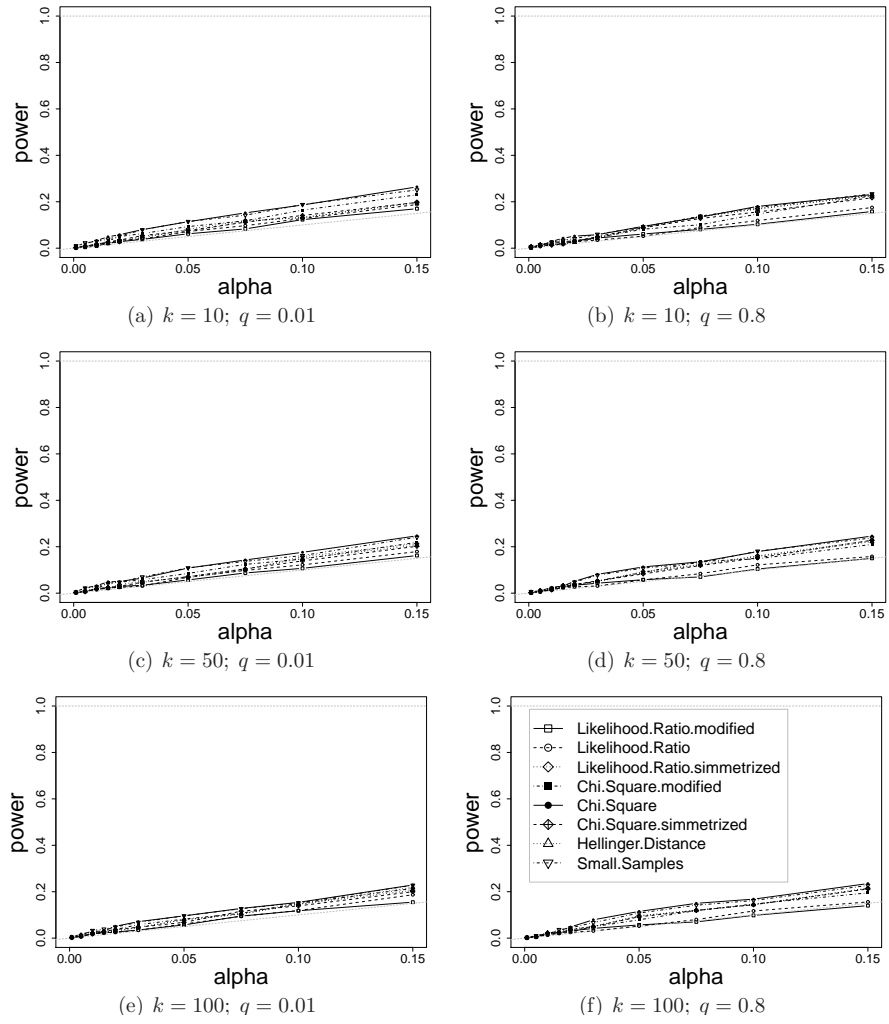 1.0
0.8
0.6
0.4
0.2
0.0
power
0.00 0.05 0.10 0.15
alpha
(a) k = 10; q = 0.01
1.0
0.8
0.6
0.4
0.2
0.0
power
0.00 0.05 0.10 0.15
alpha
(b) k = 10; q = 0.8
1.0
0.8
0.6
0.4
0.2
0.0
power
0.00 0.05 0.10 0.15
alpha
(c) k = 50; q = 0.01
1.0
0.8
0.6
0.4
0.2
0.0
power
0.00 0.05 0.10 0.15
alpha
(d) k = 50; q = 0.8
1.0
0.8
0.6
0.4
0.2
0.0
power
0.00 0.05 0.10 0.15
alpha
(e) k = 100; q = 0.01
1.0
0.8
0.6
0.4
0.2
0.0
power
Likelihood.Ratio.modified
Likelihood.Ratio
Likelihood.Ratio.simmetrized
Chi.Square.modified
Chi.Square
Chi.Square.simmetrized
Hellinger.Distance
Small.Samples
0.00 0.05 0.10 0.15
alpha
(f) k = 100; q = 0.8